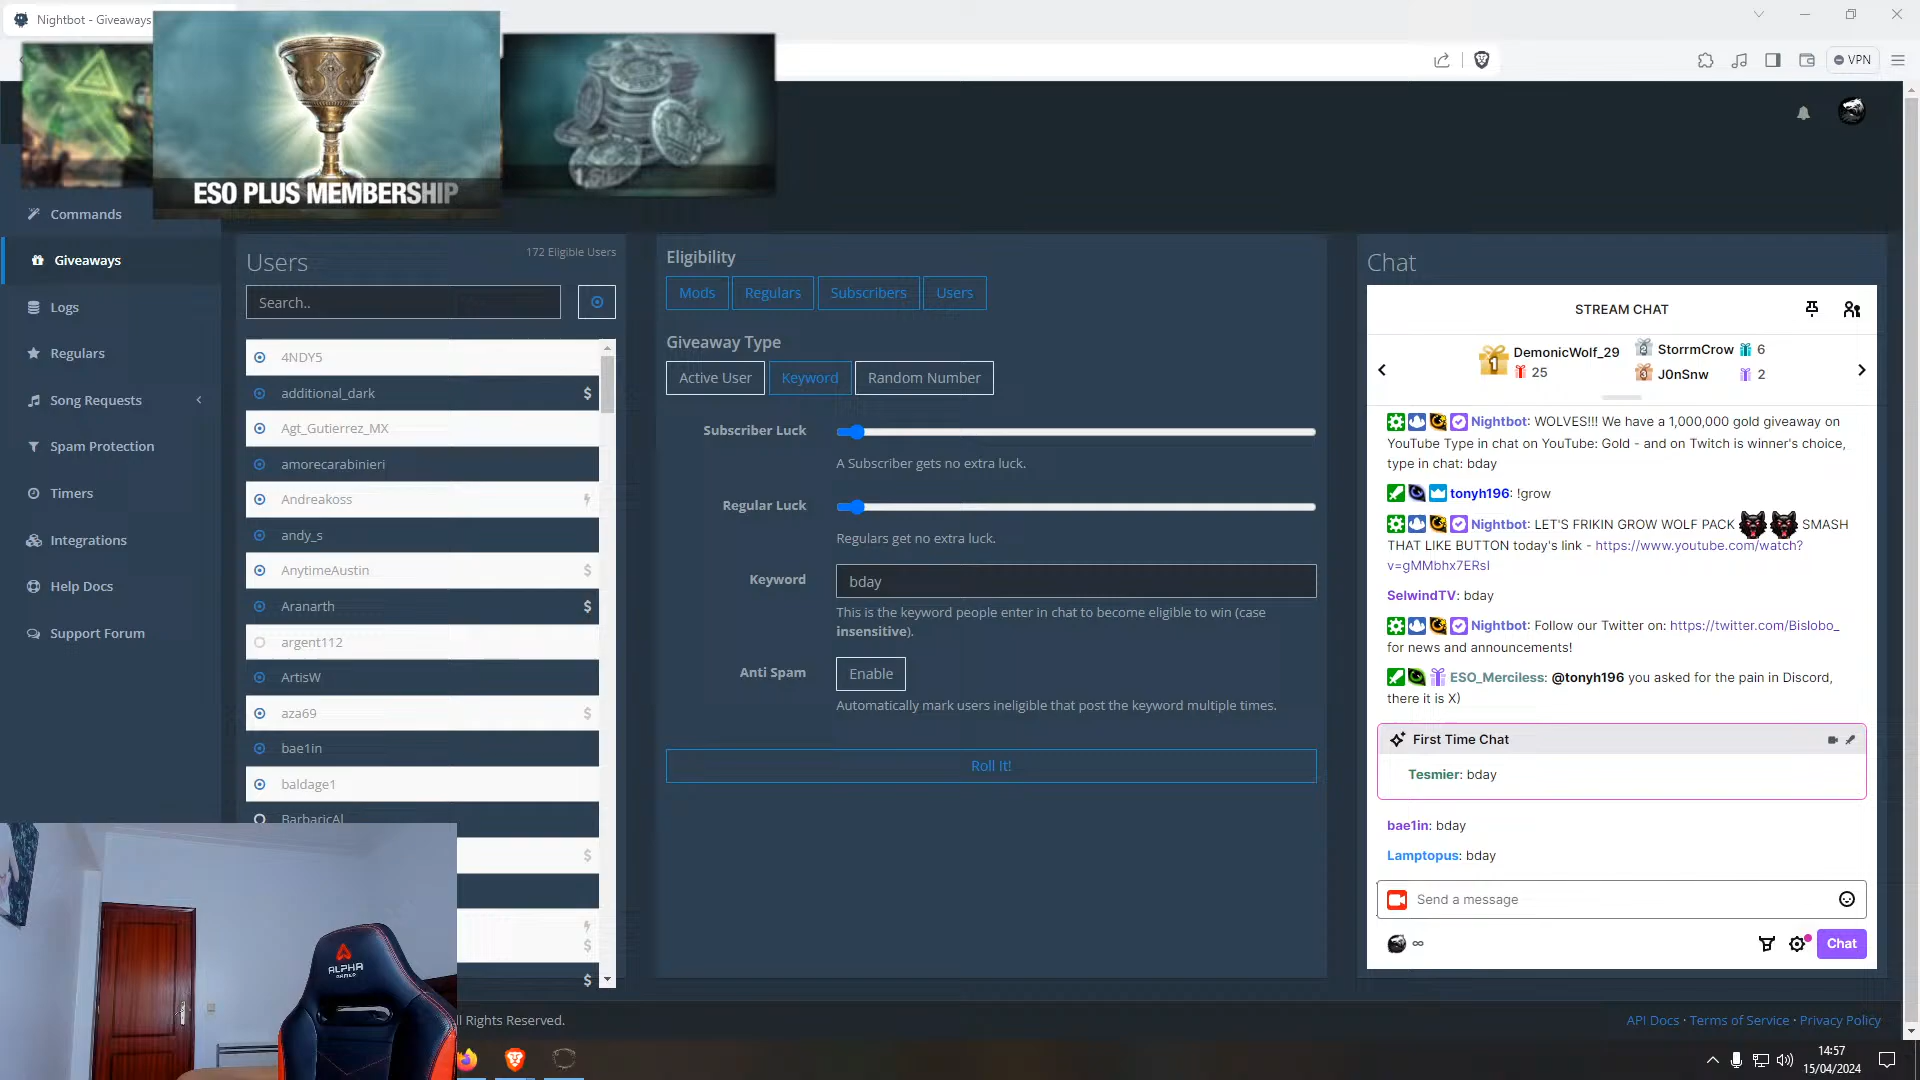 Nightbot - Giveaways
VPN
ESO PLUS MEMBERSHIP
Commands
Giveaways
Logs
Regulars
Song Requests
Spam Protection
Timers
Integrations
Help Docs
Support Forum
Users
172 Eligible Users
Search..
4NDY5
additional_dark
$
Agt_Gutierrez_MX
amorecarabinieri
Andreakoss
andy_s
AnytimeAustin
$
Aranarth
$
argent112
ArtisW
aza69
$
bae1in
baldage1
BarbaricAl
$
$
$
ALPHA
GAMER
Eligibility
Mods
Regulars
Subscribers
Users
Giveaway Type
Active User
Keyword
Random Number
Subscriber Luck
A Subscriber gets no extra luck.
Regular Luck
Regulars get no extra luck.
Keyword
bday
This is the keyword people enter in chat to become eligible to win (case
insensitive).
Anti Spam
Enable
Automatically mark users ineligible that post the keyword multiple times.
Roll It!
Chat
STREAM CHAT
1
DemonicWolf_29
25
2
StorrmCrow
6
3
J0nSnw
2
Nightbot: WOLVES!!! We have a 1,000,000 gold giveaway on
YouTube Type in chat on YouTube: Gold - and on Twitch is winner's choice,
type in chat: bday
tonyh196: !grow
Nightbot: LET'S FRIKIN GROW WOLF PACK SMASH
THAT LIKE BUTTON today's link - https://www.youtube.com/watch?
v=gMMbhx7ERsI
SelwindTV: bday
Nightbot: Follow our Twitter on: https://twitter.com/Bislobo_
for news and announcements!
ESO_Merciless: @tonyh196 you asked for the pain in Discord,
there it is X)
First Time Chat
Tesmier: bday
bae1in: bday
Lamptopus: bday
Send a message
∞
Chat
ll Rights Reserved.
API Docs · Terms of Service · Privacy Policy
14:57
15/04/2024